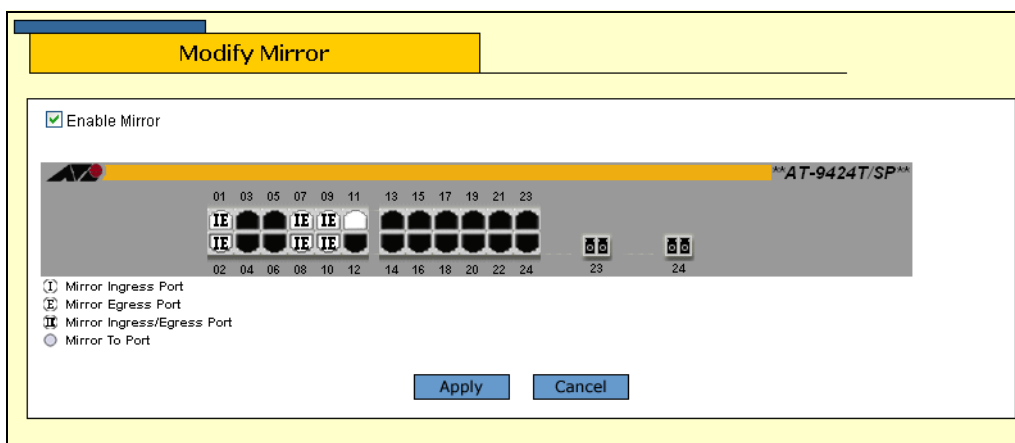 Modify Mirror
Enable Mirror
**AT-9424T/SP**
01 03 05 07 09 11 13 15 17 19 21 23
IE IE IE
IE IE IE
02 04 06 08 10 12 14 16 18 20 22 24 23 24
I Mirror Ingress Port
E Mirror Egress Port
IE Mirror Ingress/Egress Port
Mirror To Port
Apply Cancel